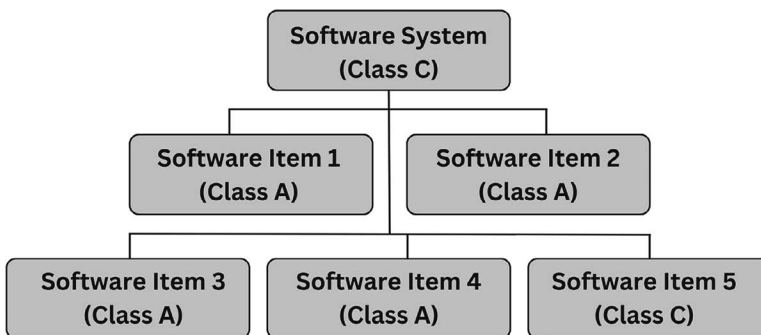 Software System
(Class C)
Software Item 1
(Class A)
Software Item 2
(Class A)
Software Item 3
(Class A)
Software Item 4
(Class A)
Software Item 5
(Class C)